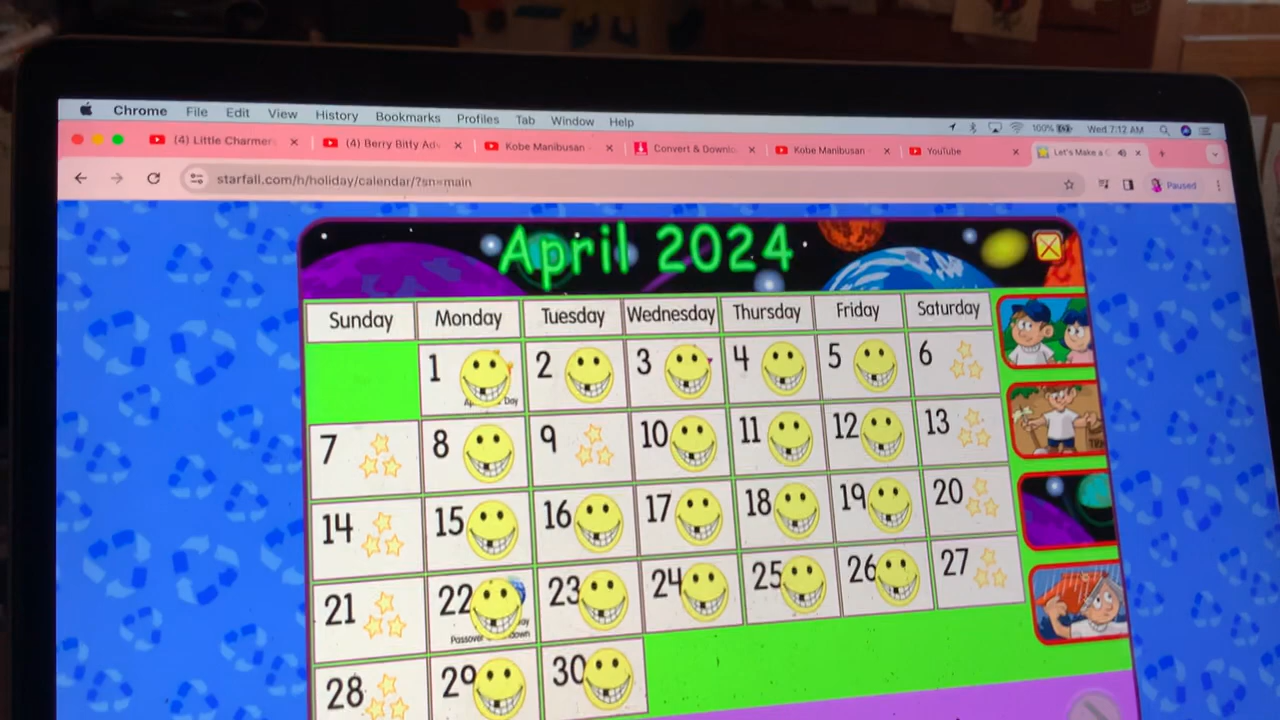 Chrome File Edit View History Bookmarks Profiles Tab Window Help 100% Wed 7:12 AM
(4) Little Charmer (4) Berry Bitty Adv Kobe Manibusan - Convert & Downlo Kobe Manibusan - YouTube Let's Make a C
starfall.com/h/holiday/calendar/?sn=main Paused
April 2024
Sunday Monday Tuesday Wednesday Thursday Friday Saturday
1 2 3 4 5 6
Day
7 8 9 10 11 12 13
14 15 16 17 18 19 20
21 22 23 24 25 26 27
Passover down
28 29 30